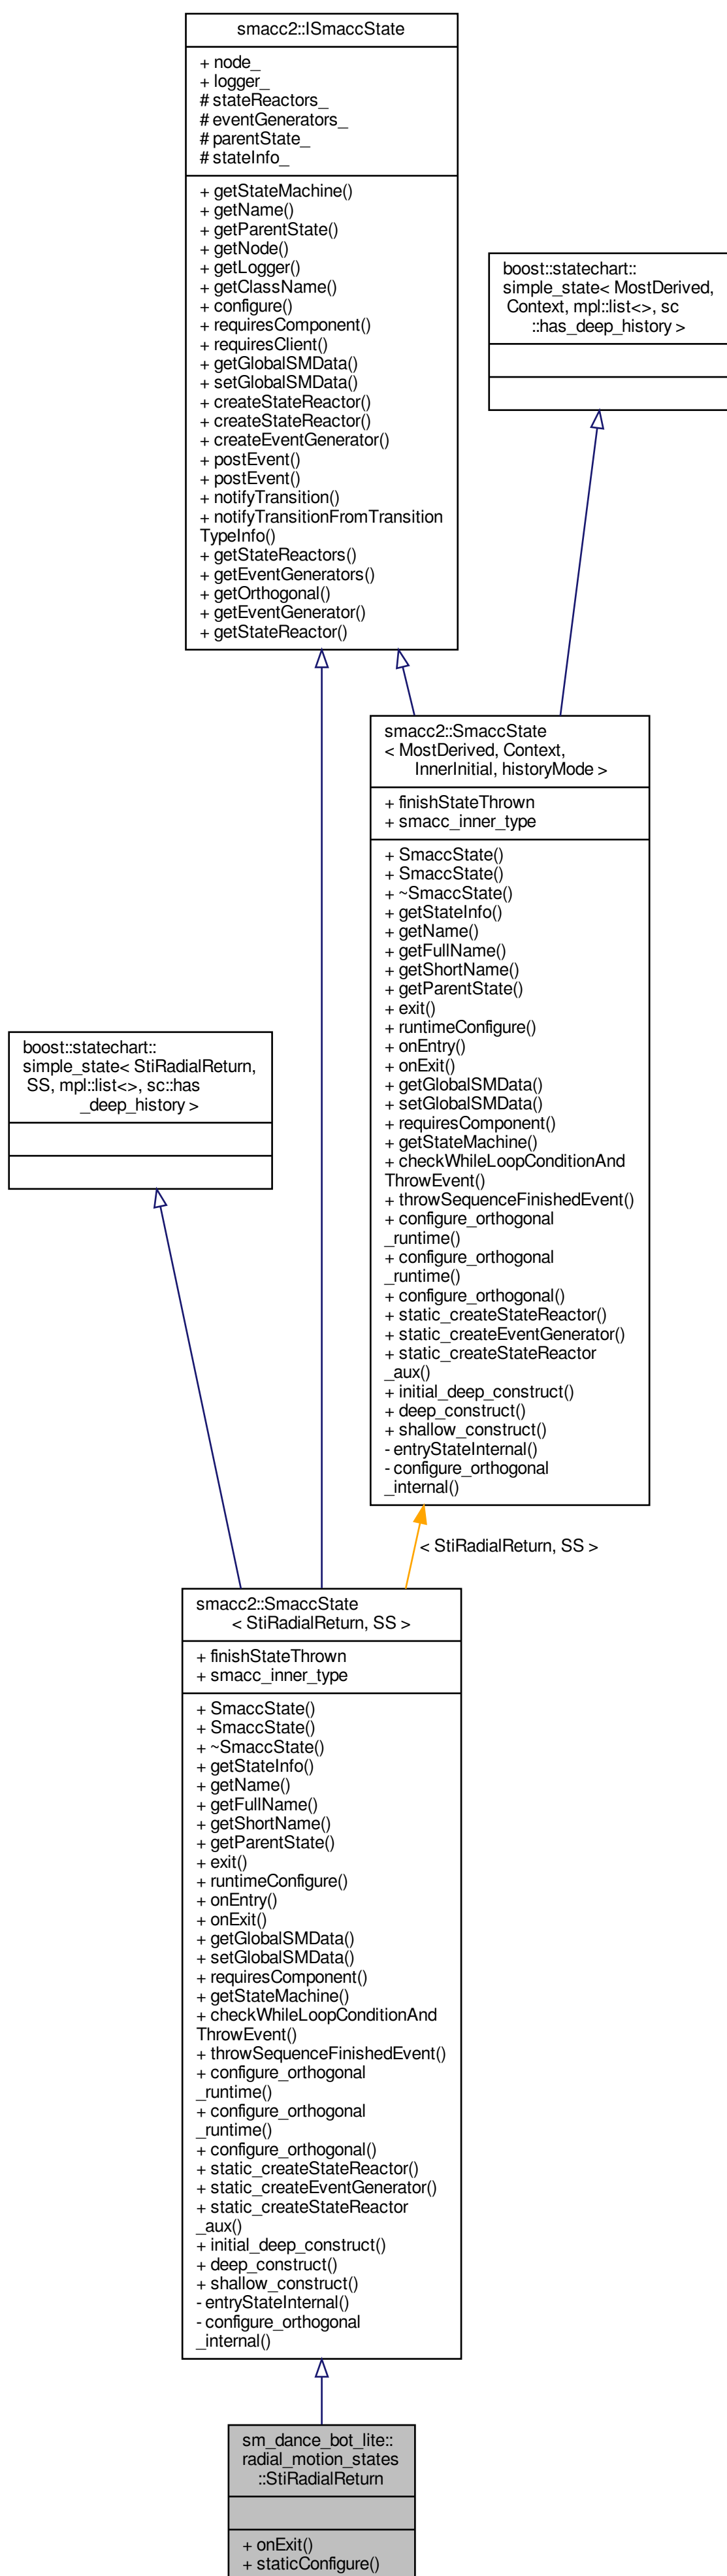 smacc2::ISmaccState
+ node_
+ logger_
# stateReactors_
# eventGenerators_
# parentState_
# stateInfo_
+ getStateMachine()
+ getName()
+ getParentState()
+ getNode()
+ getLogger()
+ getClassName()
+ configure()
+ requiresComponent()
+ requiresClient()
+ getGlobalSMData()
+ setGlobalSMData()
+ createStateReactor()
+ createStateReactor()
+ createEventGenerator()
+ postEvent()
+ postEvent()
+ notifyTransition()
+ notifyTransitionFromTransition
TypeInfo()
+ getStateReactors()
+ getEventGenerators()
+ getOrthogonal()
+ getEventGenerator()
+ getStateReactor()
boost::statechart::
simple_state< MostDerived,
Context, mpl::list<>, sc
::has_deep_history >
smacc2::SmaccState
< MostDerived, Context,
InnerInitial, historyMode >
+ finishStateThrown
+ smacc_inner_type
+ SmaccState()
+ SmaccState()
+ ~SmaccState()
+ getStateInfo()
+ getName()
+ getFullName()
+ getShortName()
+ getParentState()
+ exit()
+ runtimeConfigure()
+ onEntry()
+ onExit()
+ getGlobalSMData()
+ setGlobalSMData()
+ requiresComponent()
+ getStateMachine()
+ checkWhileLoopConditionAnd
ThrowEvent()
+ throwSequenceFinishedEvent()
+ configure_orthogonal
_runtime()
+ configure_orthogonal
_runtime()
+ configure_orthogonal()
+ static_createStateReactor()
+ static_createEventGenerator()
+ static_createStateReactor
_aux()
+ initial_deep_construct()
+ deep_construct()
+ shallow_construct()
- entryStateInternal()
- configure_orthogonal
_internal()
boost::statechart::
simple_state< StiRadialReturn,
SS, mpl::list<>, sc::has
_deep_history >
< StiRadialReturn, SS >
smacc2::SmaccState
< StiRadialReturn, SS >
+ finishStateThrown
+ smacc_inner_type
+ SmaccState()
+ SmaccState()
+ ~SmaccState()
+ getStateInfo()
+ getName()
+ getFullName()
+ getShortName()
+ getParentState()
+ exit()
+ runtimeConfigure()
+ onEntry()
+ onExit()
+ getGlobalSMData()
+ setGlobalSMData()
+ requiresComponent()
+ getStateMachine()
+ checkWhileLoopConditionAnd
ThrowEvent()
+ throwSequenceFinishedEvent()
+ configure_orthogonal
_runtime()
+ configure_orthogonal
_runtime()
+ configure_orthogonal()
+ static_createStateReactor()
+ static_createEventGenerator()
+ static_createStateReactor
_aux()
+ initial_deep_construct()
+ deep_construct()
+ shallow_construct()
- entryStateInternal()
- configure_orthogonal
_internal()
sm_dance_bot_lite::
radial_motion_states
::StiRadialReturn
+ onExit()
+ staticConfigure()